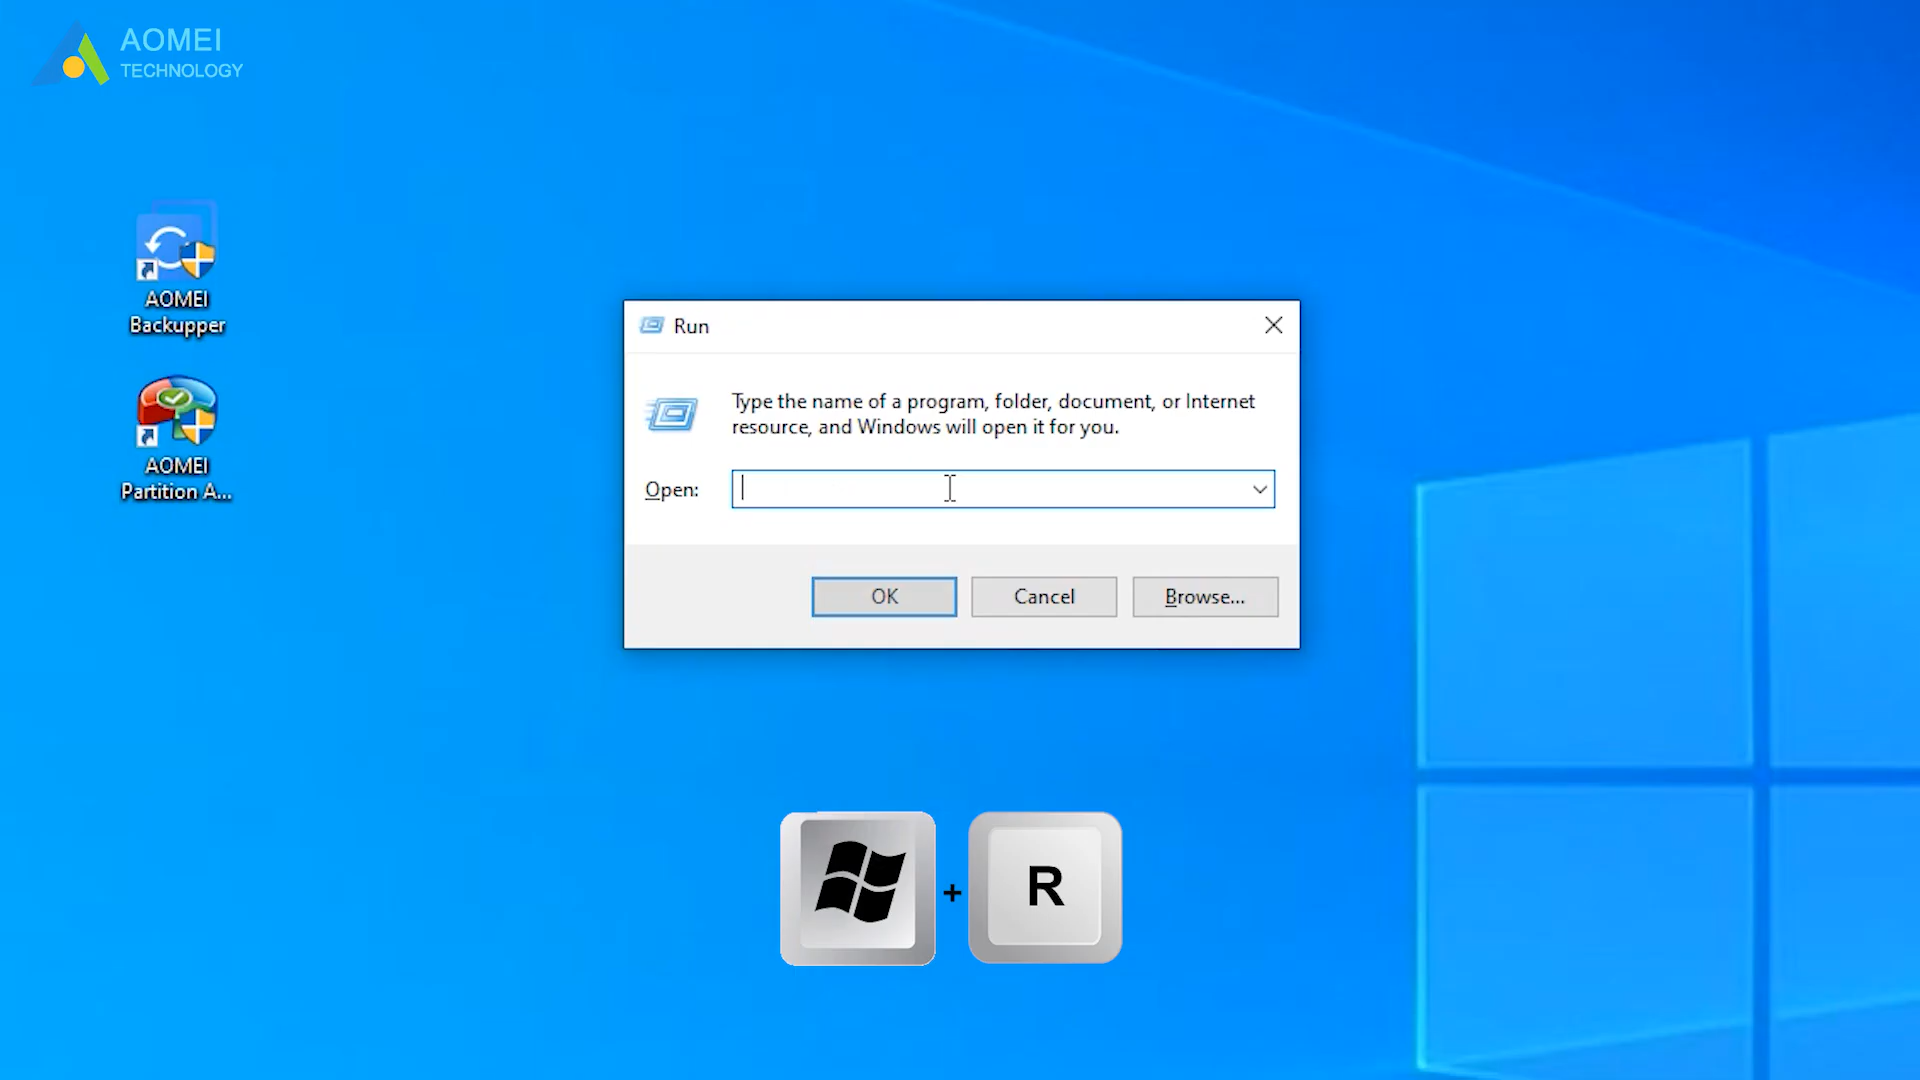 AOMEI
TECHNOLOGY
AOMEI
Backupper
AOMEI
Partition A...
Run
Type the name of a program, folder, document, or Internet
resource, and Windows will open it for you.
Open:
OK
Cancel
Browse...
+
R